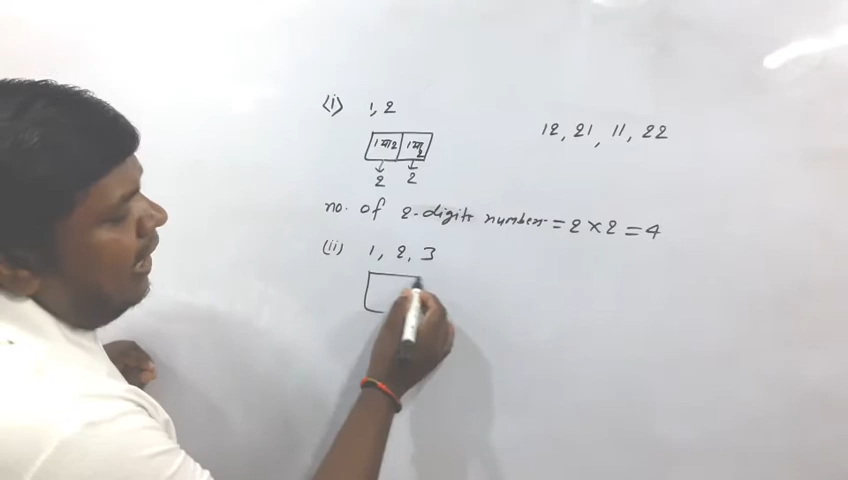 (i) 1, 2
12, 21, 11, 22
1 या 2 1 या 2
↓ ↓
2 2
no. of 2-digits numbers = 2 × 2 = 4
(ii) 1, 2, 3